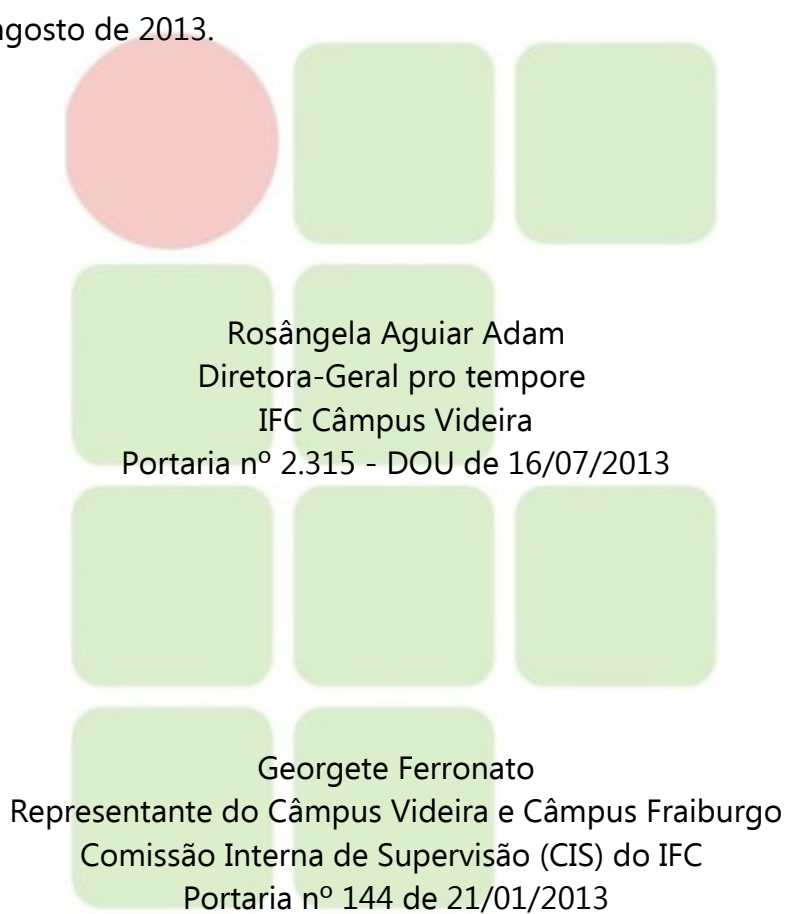 agosto de 2013.
Rosângela Aguiar Adam
Diretora-Geral pro tempore
IFC Câmpus Videira
Portaria nº 2.315 - DOU de 16/07/2013
Georgete Ferronato
Representante do Câmpus Videira e Câmpus Fraiburgo
Comissão Interna de Supervisão (CIS) do IFC
Portaria nº 144 de 21/01/2013